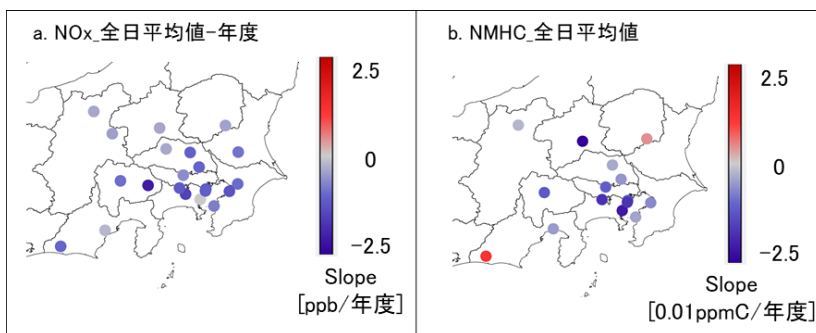 a. NOx_全日平均値-年度
2.5
0
-2.5
Slope
[ppb/年度]
b. NMHC_全日平均値
2.5
0
-2.5
Slope
[0.01ppmC/年度]